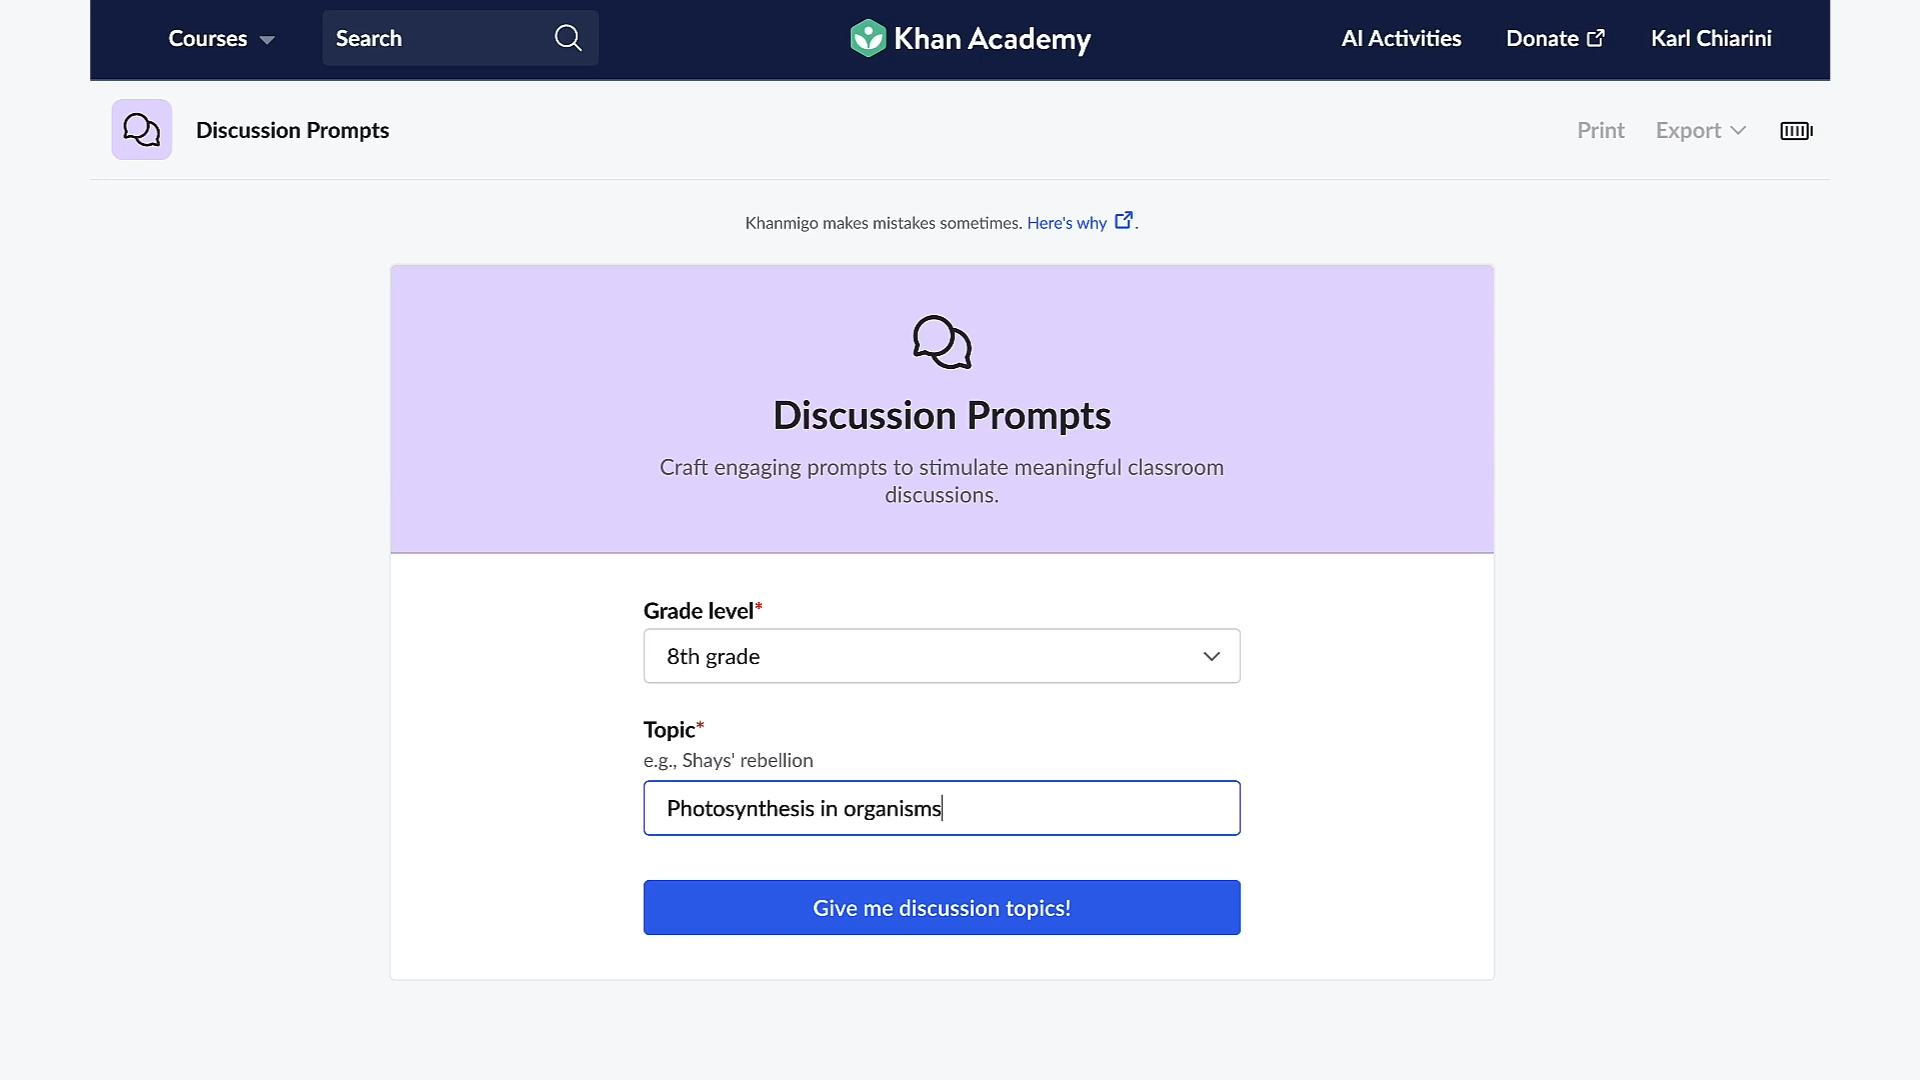 Courses
Search
Khan Academy
AI Activities
Donate
Karl Chiarini
Discussion Prompts
Print
Export
Khanmigo makes mistakes sometimes. Here's why.
Discussion Prompts
Craft engaging prompts to stimulate meaningful classroom
discussions.
Grade level*
8th grade
Topic*
e.g., Shays' rebellion
Photosynthesis in organisms
Give me discussion topics!